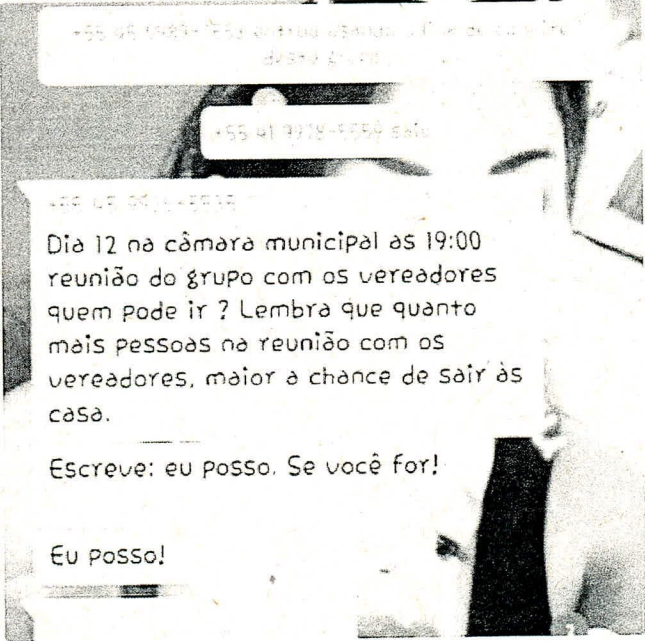 +55 41
Dia 12 na câmara municipal as 19:00
reunião do grupo com os vereadores
quem pode ir ? Lembra que quanto
mais pessoas na reunião com os
vereadores, maior a chance de sair às
casa.
Escreve: eu posso. Se você for!
Eu posso!